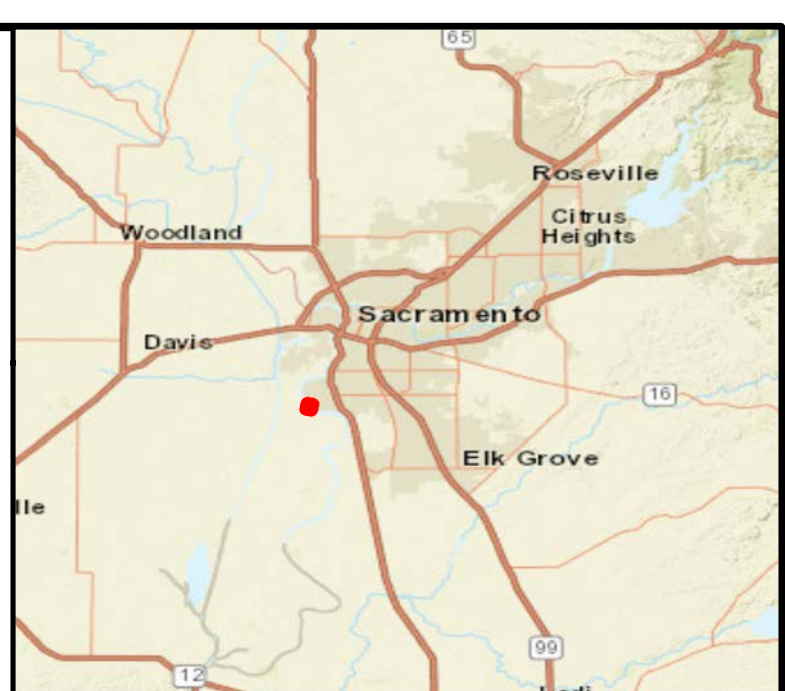 65
Roseville
Citrus
Heights
Woodland
Sacramento
Davis
16
Elk Grove
lle
99
12